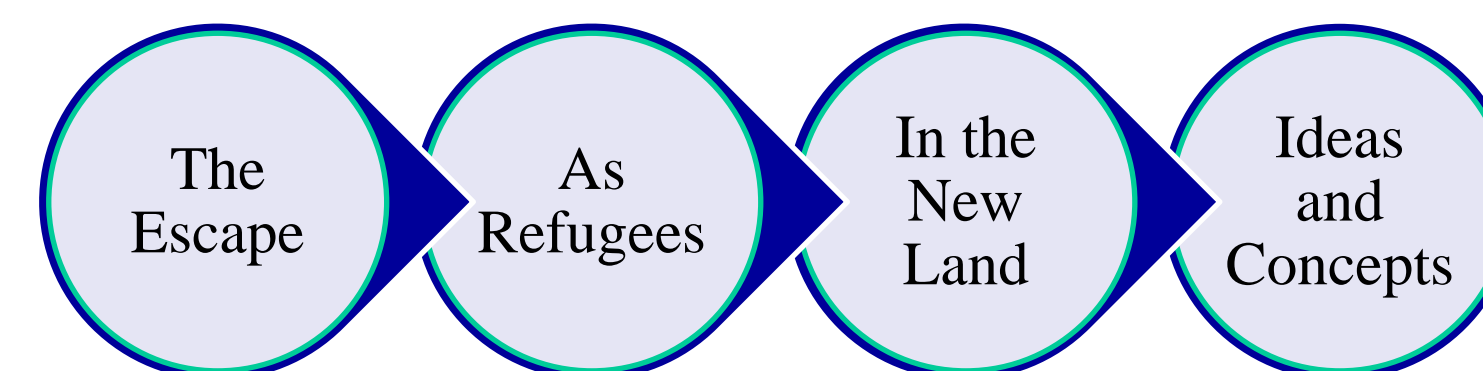 The
Escape
As
Refugees
In the
New
Land
Ideas
and
Concepts